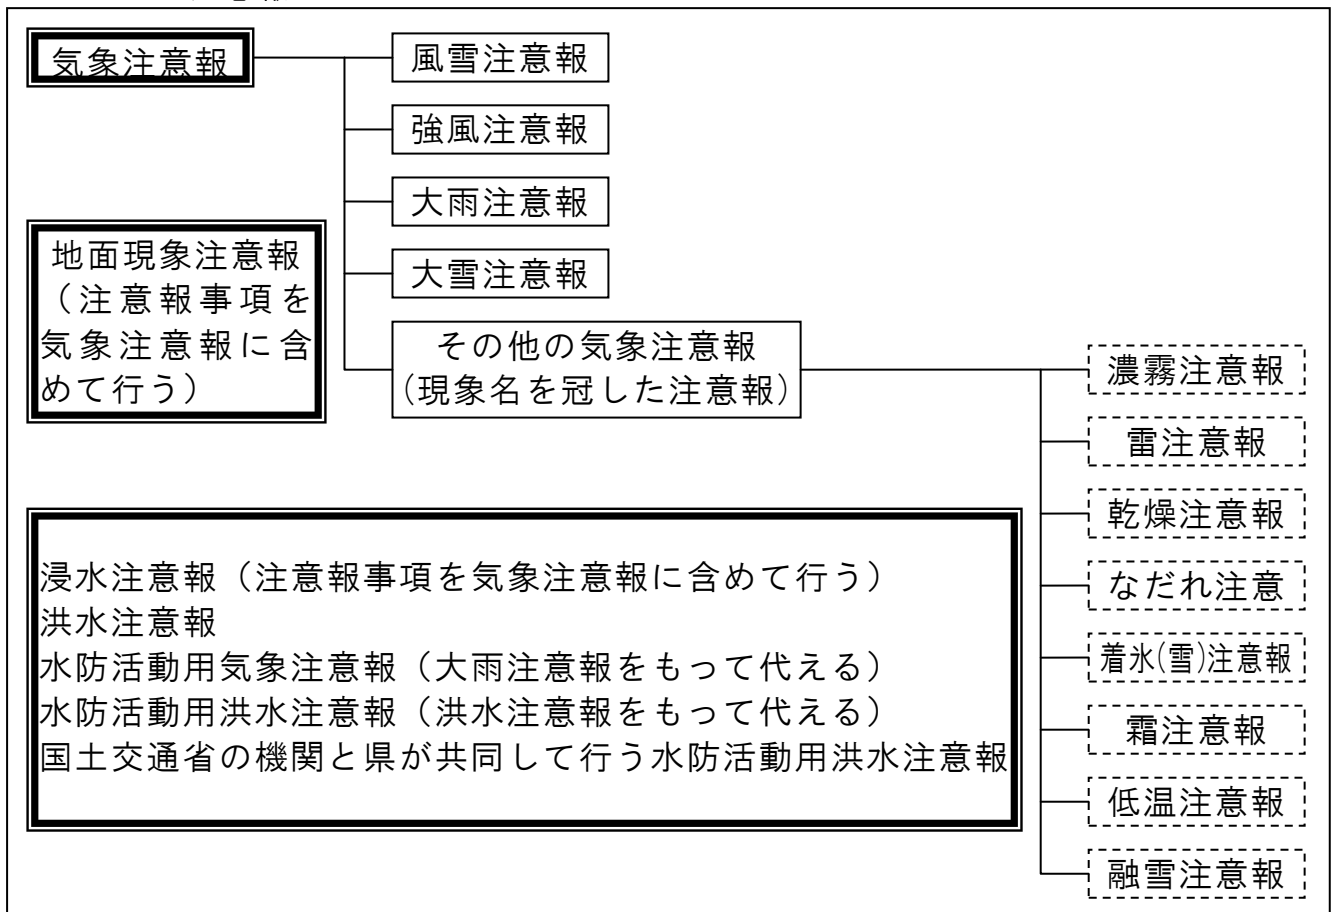 気象注意報
風雪注意報
強風注意報
大雨注意報
大雪注意報
地面現象注意報
（注意報事項を
気象注意報に含
めて行う）
その他の気象注意報
(現象名を冠した注意報)
濃霧注意報
雷注意報
乾燥注意報
なだれ注意
着氷(雪)注意報
霜注意報
低温注意報
融雪注意報
浸水注意報（注意報事項を気象注意報に含めて行う）
洪水注意報
水防活動用気象注意報（大雨注意報をもって代える）
水防活動用洪水注意報（洪水注意報をもって代える）
国土交通省の機関と県が共同して行う水防活動用洪水注意報